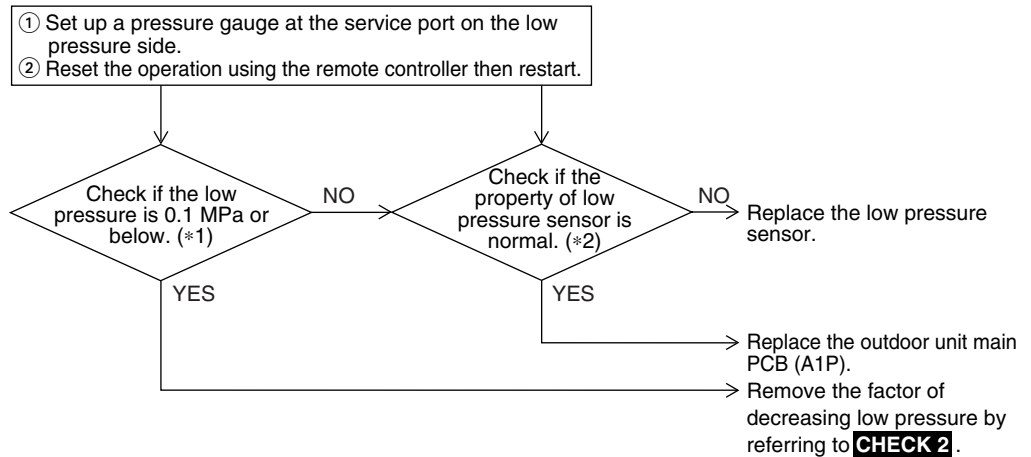 ① Set up a pressure gauge at the service port on the low
pressure side.
② Reset the operation using the remote controller then restart.
Check if the low
pressure is 0.1 MPa or
below. (*1)
NO
YES
Check if the
property of low
pressure sensor is
normal. (*2)
NO
YES
Replace the low pressure
sensor.
Replace the outdoor unit main
PCB (A1P).
Remove the factor of
decreasing low pressure by
referring to CHECK 2 .